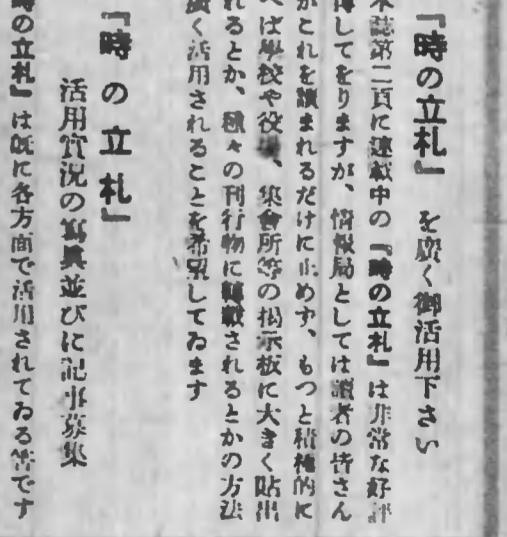 『時の立札』を広く御活用下さい
本誌第二頁に連載中の『時の立札』は非常な好評
博してをりますが、情報局としては讀者の皆さん
がこれを讀まれるだけに止めず、もつと積極的に
へば學校や役場、集會所等の掲示板に大きく貼出
れるとか、種々の刊行物に轉載されるとかの方法
廣く活用されることを希望してゐます
『時の立札』
活用實況の寫眞並びに記事募集
時の立札』は既に各方面で活用されてゐる筈です